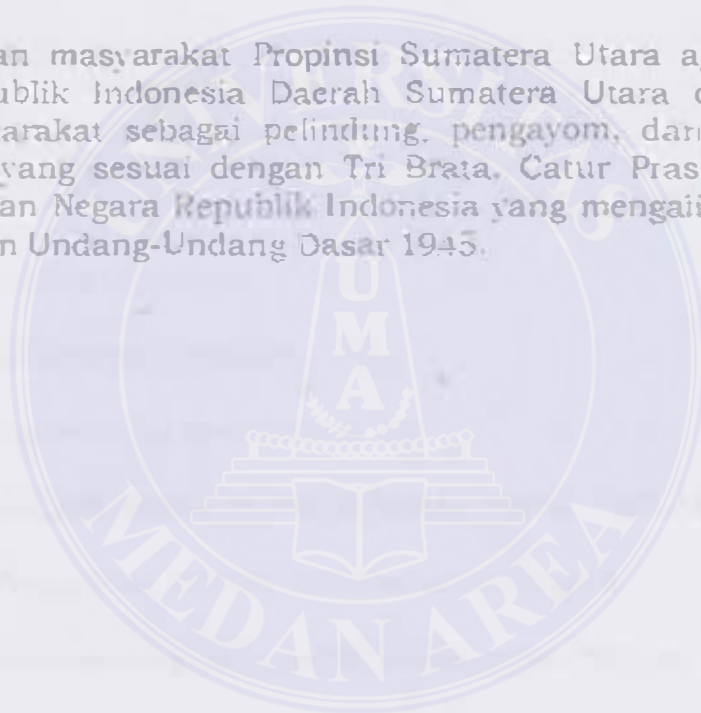 an masyarakat Propinsi Sumatera Utara a
ublik Indonesia Daerah Sumatera Utara
arakat sebagai pelindung, pengayom, dan
yang sesuai dengan Tri Brata, Catur Pras
an Negara Republik Indonesia yang mengai
n Undang-Undang Dasar 1945.
UNIVERSITAS
UMA
MEDAN AREA